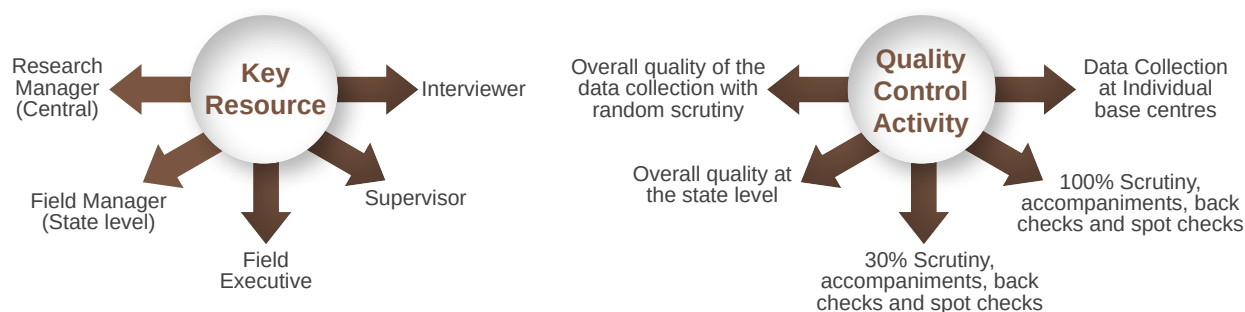 Key
Resource
Research
Manager
(Central)
Field Manager
(State level)
Field
Executive
Supervisor
Interviewer
Quality
Control
Activity
Overall quality of the
data collection with
random scrutiny
Overall quality at
the state level
30% Scrutiny,
accompaniments, back
checks and spot checks
100% Scrutiny,
accompaniments, back
checks and spot checks
Data Collection
at Individual
base centres